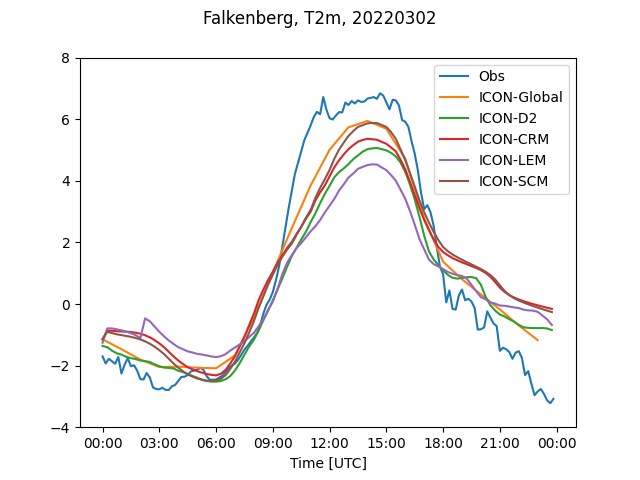 Falkenberg, T2m, 20220302
8
6
4
2
0
−2
−4
Obs
ICON-Global
ICON-D2
ICON-CRM
ICON-LEM
ICON-SCM
00:00 03:00 06:00 09:00 12:00 15:00 18:00 21:00 00:00
Time [UTC]